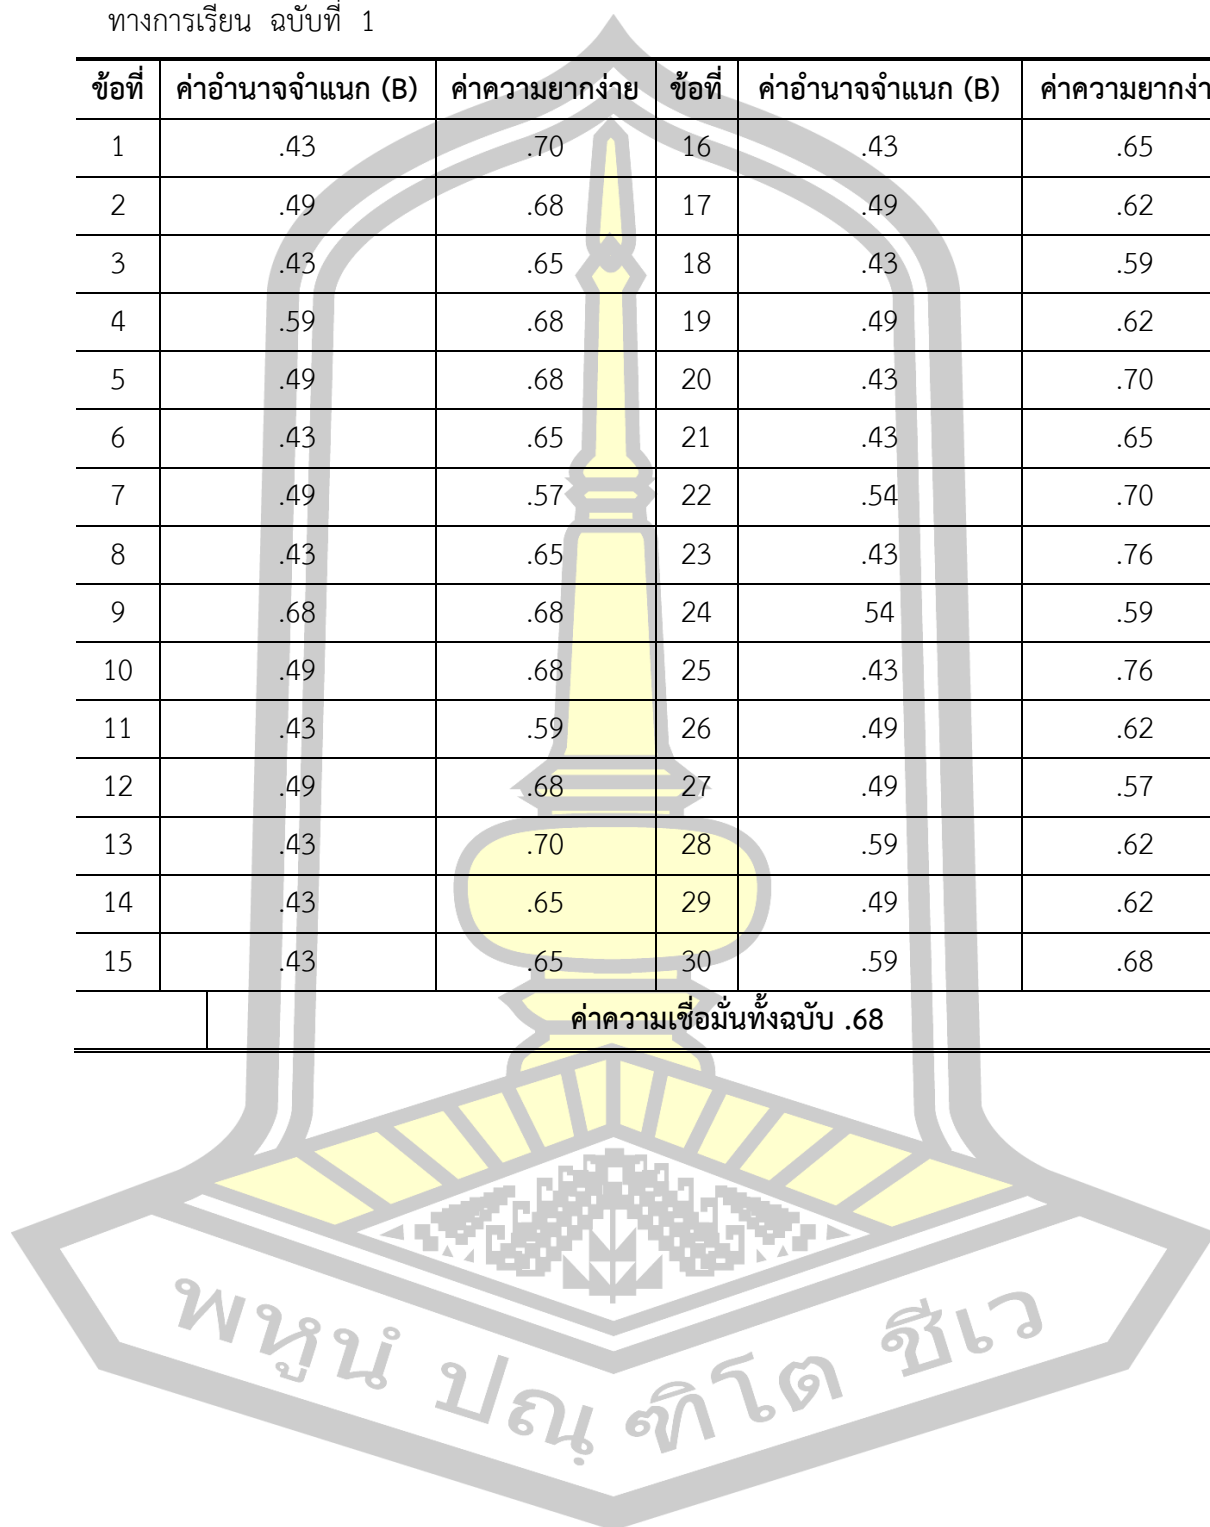 ทางการเรียน ฉบับที่ 1
ข้อที่ ค่าอำนาจจำแนก (B) ค่าความยากง่าย ข้อที่ ค่าอำนาจจำแนก (B) ค่าความยากง่า
1 .43 .70 16 .43 .65
2 .49 .68 17 .49 .62
3 .43 .65 18 .43 .59
4 .59 .68 19 .49 .62
5 .49 .68 20 .43 .70
6 .43 .65 21 .43 .65
7 .49 .57 22 .54 .70
8 .43 .65 23 .43 .76
9 .68 .68 24 54 .59
10 .49 .68 25 .43 .76
11 .43 .59 26 .49 .62
12 .49 .68 27 .49 .57
13 .43 .70 28 .59 .62
14 .43 .65 29 .49 .62
15 .43 .65 30 .59 .68
ค่าความเชื่อมั่นทั้งฉบับ .68
พหูนํ ปณฺฑิโต ชีเว